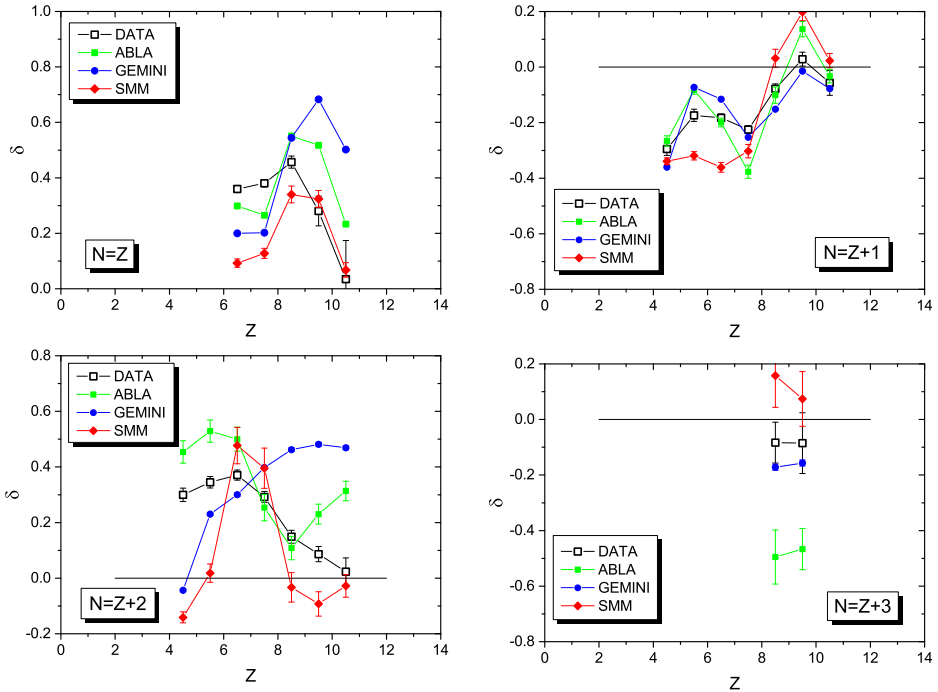 1.0
0.8
0.6
0.4
0.2
0.0
δ
DATA
ABLA
GEMINI
SMM
N=Z
0 2 4 6 8 10 12 14
Z
0.2
0.0
-0.2
-0.4
-0.6
-0.8
δ
DATA
ABLA
GEMINI
SMM
N=Z+1
0 2 4 6 8 10 12 14
Z
0.8
0.6
0.4
0.2
0.0
-0.2
δ
DATA
ABLA
GEMINI
SMM
N=Z+2
0 2 4 6 8 10 12 14
Z
0.2
0.0
-0.2
-0.4
-0.6
-0.8
δ
DATA
ABLA
GEMINI
SMM
N=Z+3
0 2 4 6 8 10 12 14
Z